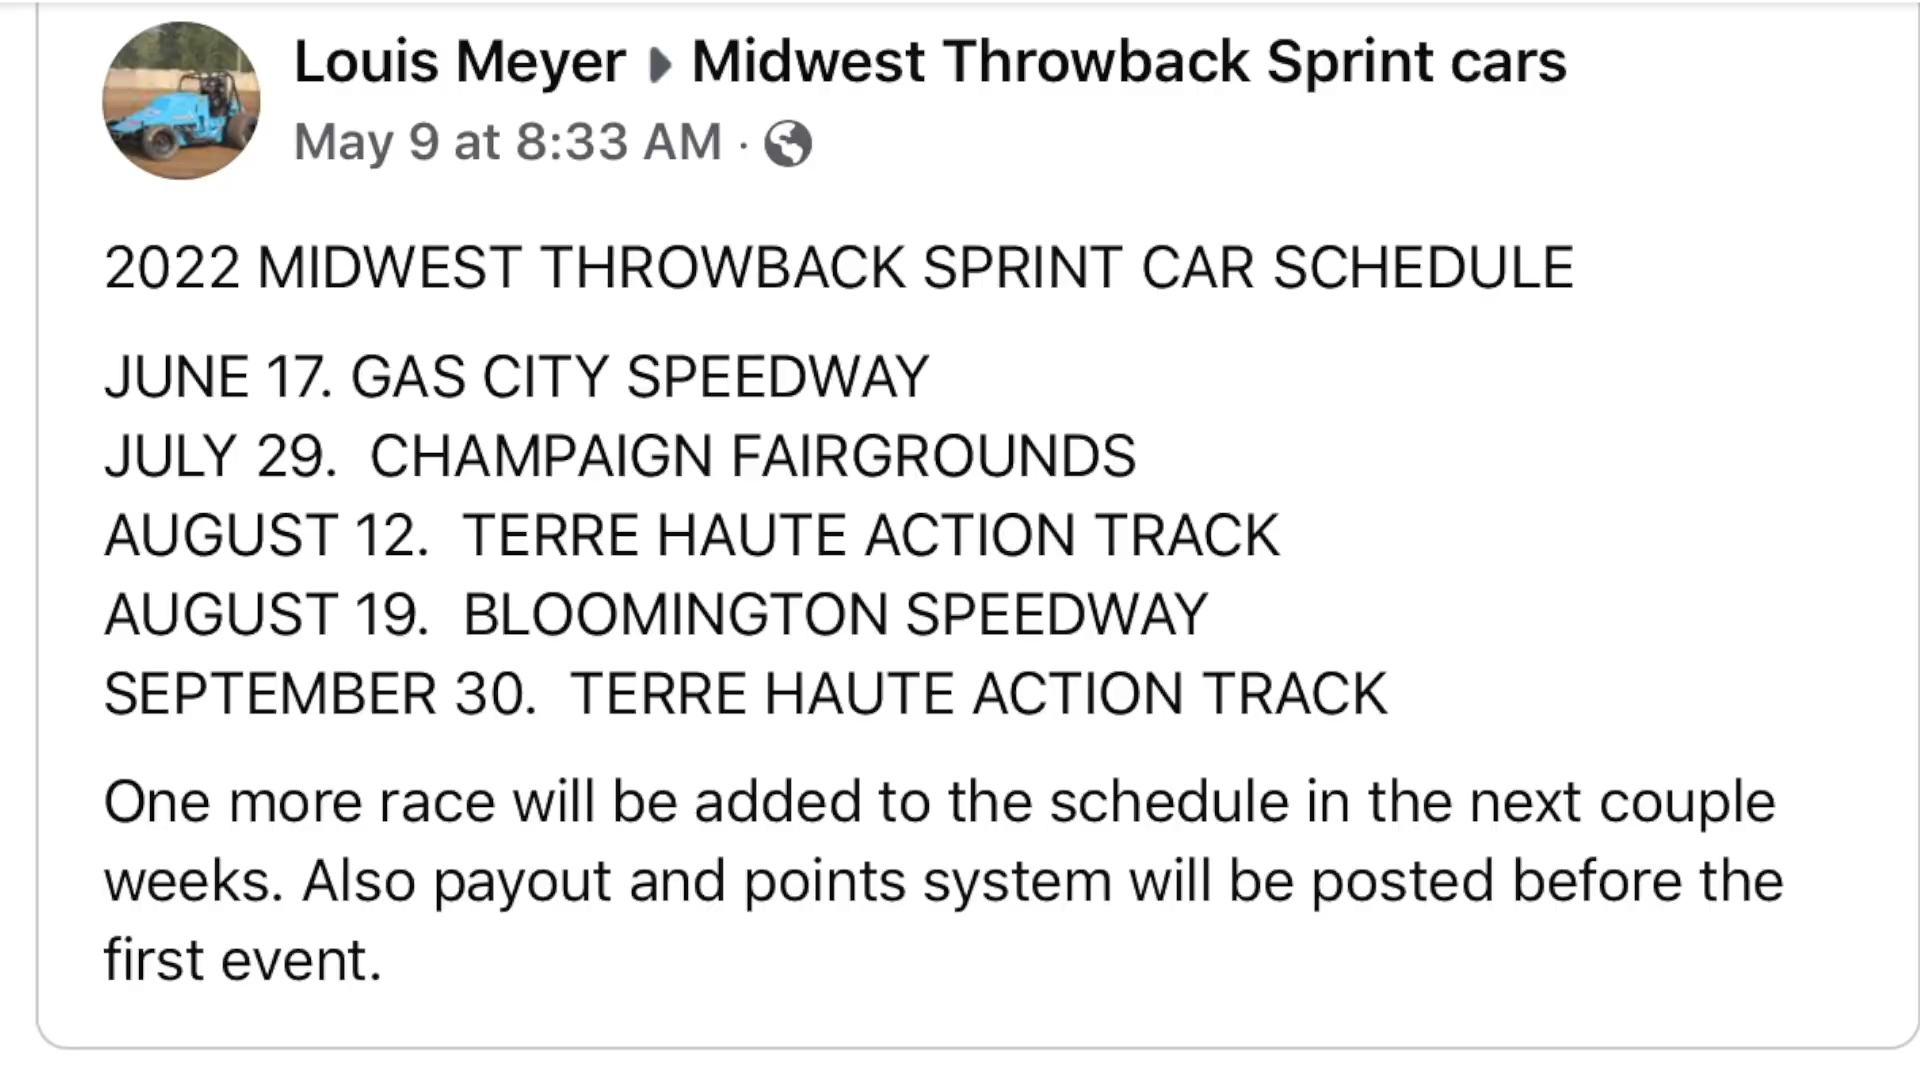 Louis Meyer ▸ Midwest Throwback Sprint cars
May 9 at 8:33 AM ·
2022 MIDWEST THROWBACK SPRINT CAR SCHEDULE
JUNE 17. GAS CITY SPEEDWAY
JULY 29.  CHAMPAIGN FAIRGROUNDS
AUGUST 12.  TERRE HAUTE ACTION TRACK
AUGUST 19.  BLOOMINGTON SPEEDWAY
SEPTEMBER 30.  TERRE HAUTE ACTION TRACK
One more race will be added to the schedule in the next couple
weeks. Also payout and points system will be posted before the
first event.